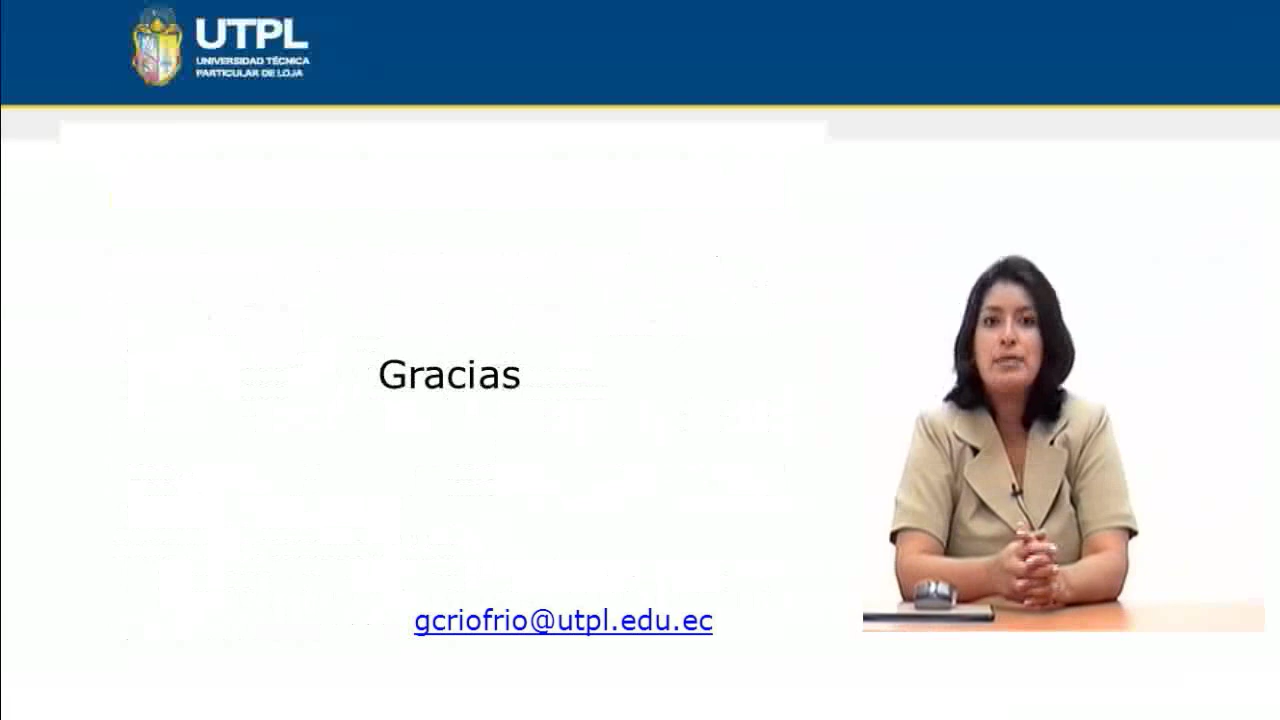 UTPL
UNIVERSIDAD TÉCNICA
PARTICULAR DE LOJA
Gracias
gcriofrio@utpl.edu.ec